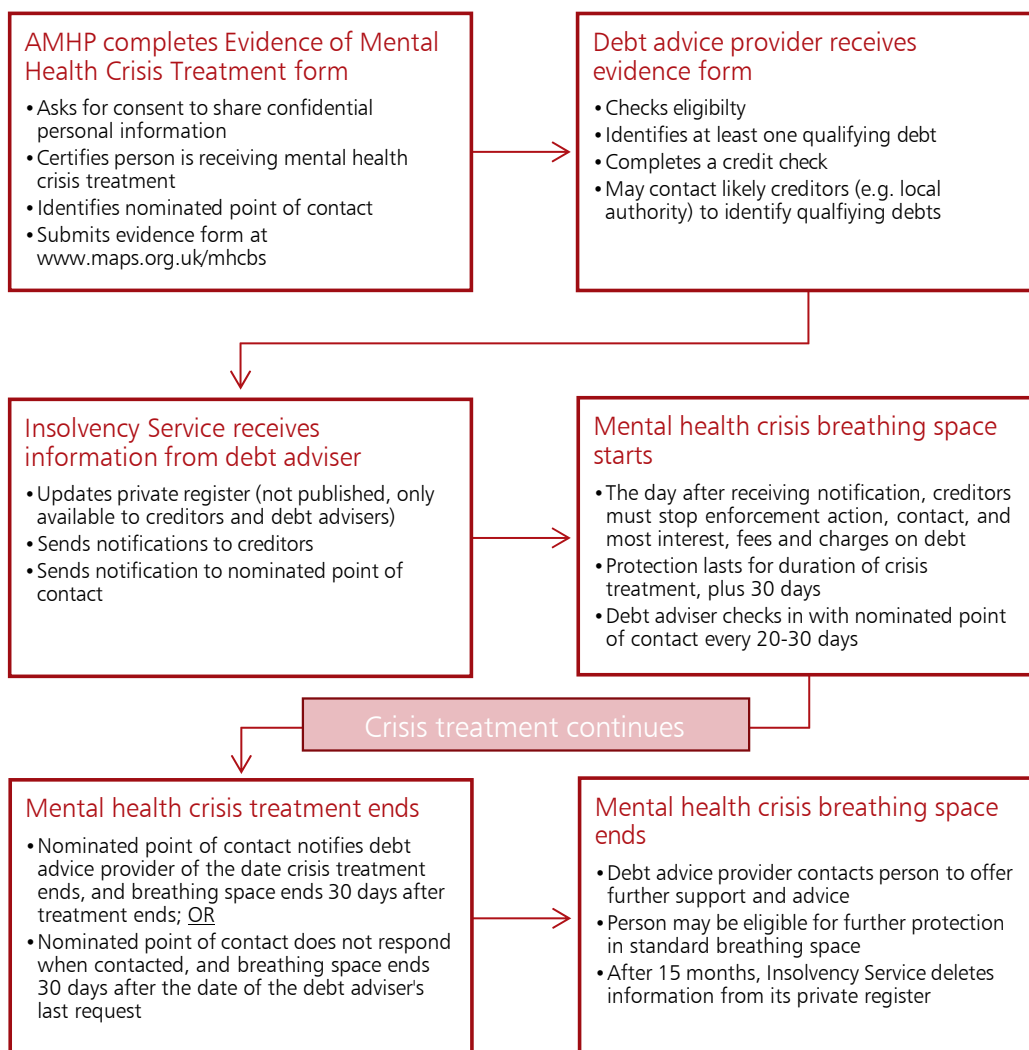 AMHP completes Evidence of Mental
Health Crisis Treatment form
• Asks for consent to share confidential
personal information
• Certifies person is receiving mental health
crisis treatment
• Identifies nominated point of contact
• Submits evidence form at
www.maps.org.uk/mhcbs
Debt advice provider receives
evidence form
• Checks eligibilty
• Identifies at least one qualifying debt
• Completes a credit check
• May contact likely creditors (e.g. local
authority) to identify qualfiying debts
Insolvency Service receives
information from debt adviser
• Updates private register (not published, only
available to creditors and debt advisers)
• Sends notifications to creditors
• Sends notification to nominated point of
contact
Mental health crisis breathing space
starts
• The day after receiving notification, creditors
must stop enforcement action, contact, and
most interest, fees and charges on debt
• Protection lasts for duration of crisis
treatment, plus 30 days
• Debt adviser checks in with nominated point
of contact every 20-30 days
Crisis treatment continues
Mental health crisis treatment ends
• Nominated point of contact notifies debt
advice provider of the date crisis treatment
ends, and breathing space ends 30 days after
treatment ends; OR
• Nominated point of contact does not respond
when contacted, and breathing space ends
30 days after the date of the debt adviser's
last request
Mental health crisis breathing space
ends
• Debt advice provider contacts person to offer
further support and advice
• Person may be eligible for further protection
in standard breathing space
• After 15 months, Insolvency Service deletes
information from its private register